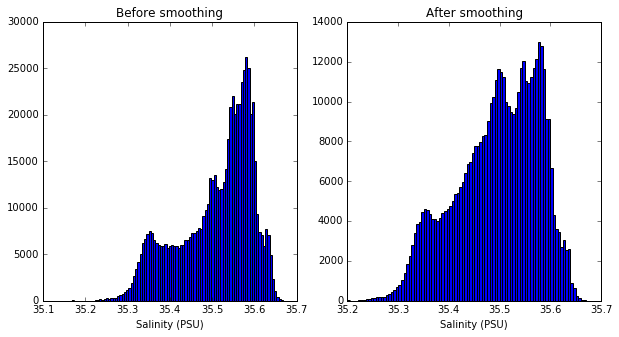 Before smoothing
30000
25000
20000
15000
10000
5000
0
35.1 35.2 35.3 35.4 35.5 35.6 35.7
Salinity (PSU)
After smoothing
14000
12000
10000
8000
6000
4000
2000
0
35.2 35.3 35.4 35.5 35.6 35.7
Salinity (PSU)